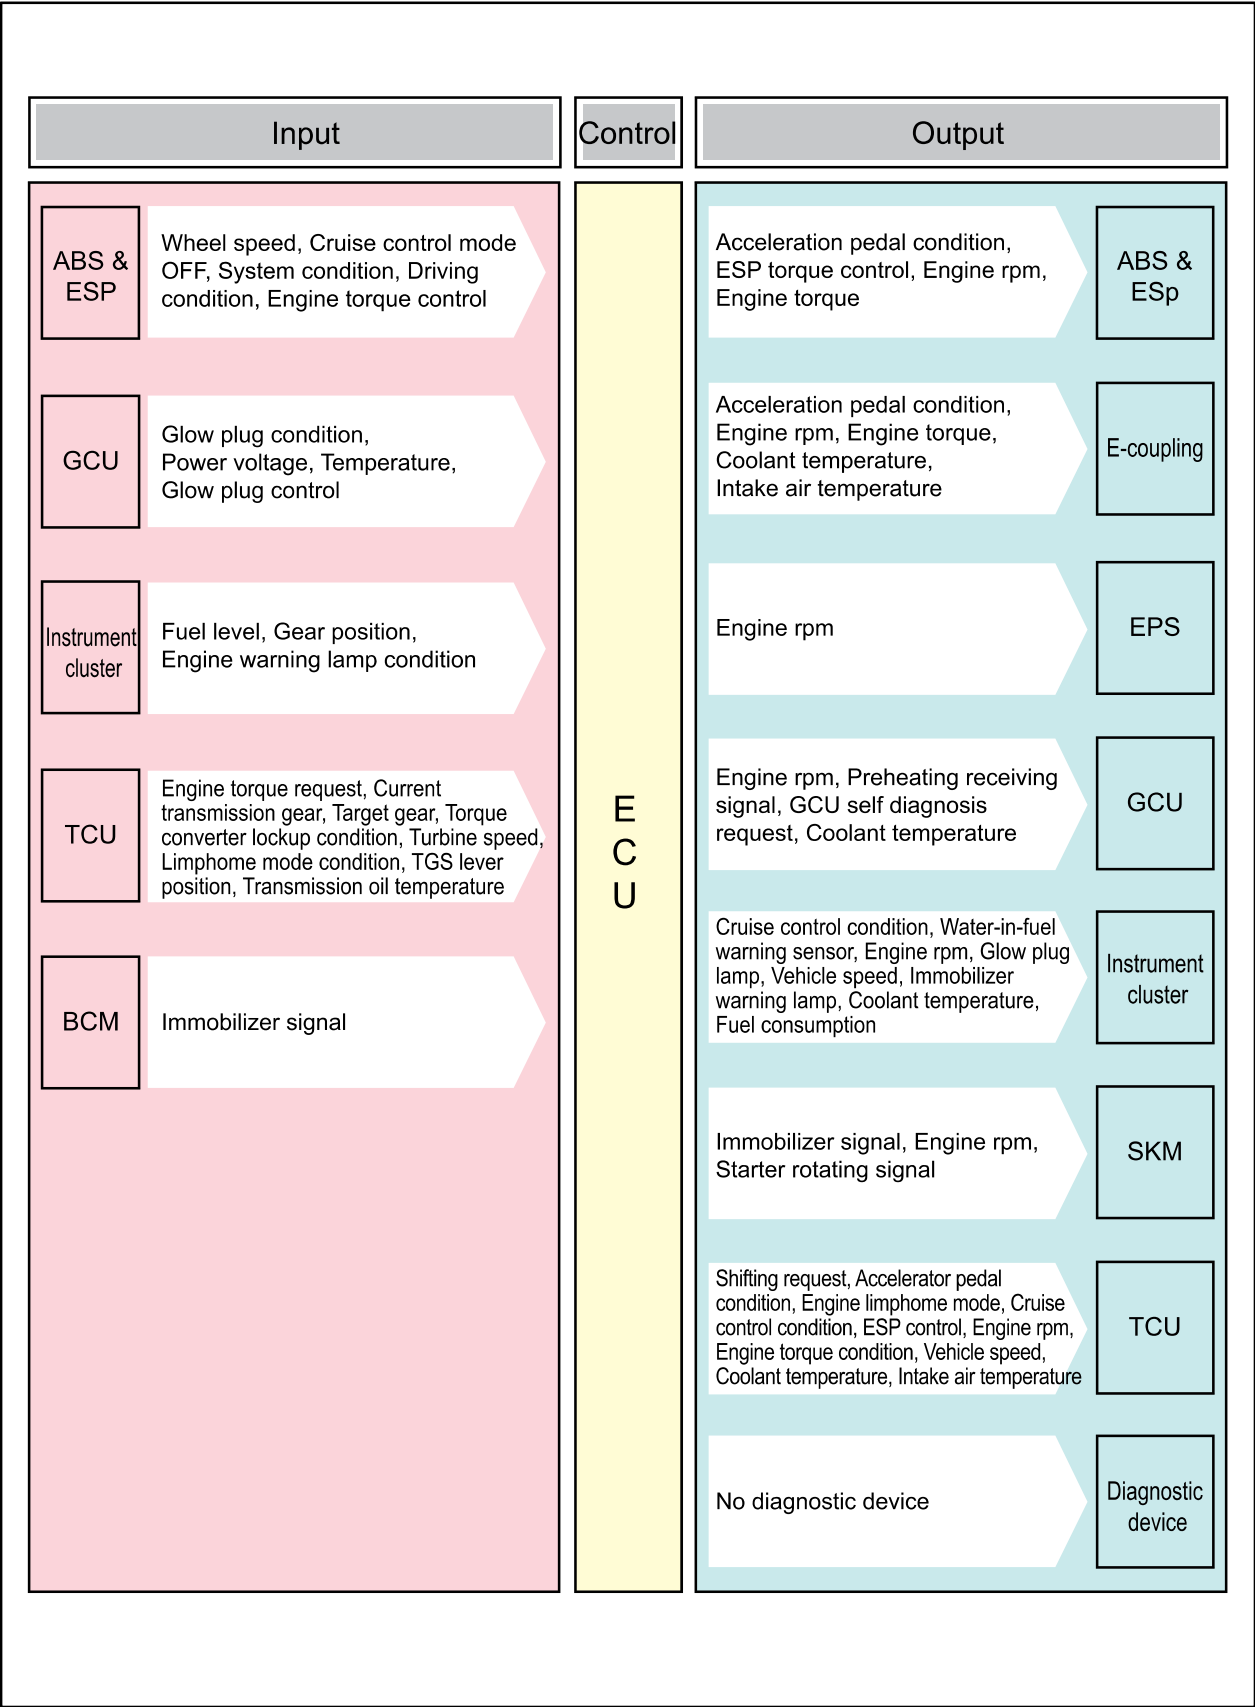 Input
Control
Output
ABS &
ESP
Wheel speed, Cruise control mode
OFF, System condition, Driving
condition, Engine torque control
GCU
Glow plug condition,
Power voltage, Temperature,
Glow plug control
Instrument
cluster
Fuel level, Gear position,
Engine warning lamp condition
TCU
Engine torque request, Current
transmission gear, Target gear, Torque
converter lockup condition, Turbine speed,
Limphome mode condition, TGS lever
position, Transmission oil temperature
BCM
Immobilizer signal
E
C
U
Acceleration pedal condition,
ESP torque control, Engine rpm,
Engine torque
ABS &
ESp
Acceleration pedal condition,
Engine rpm, Engine torque,
Coolant temperature,
Intake air temperature
E-coupling
Engine rpm
EPS
Engine rpm, Preheating receiving
signal, GCU self diagnosis
request, Coolant temperature
GCU
Cruise control condition, Water-in-fuel
warning sensor, Engine rpm, Glow plug
lamp, Vehicle speed, Immobilizer
warning lamp, Coolant temperature,
Fuel consumption
Instrument
cluster
Immobilizer signal, Engine rpm,
Starter rotating signal
SKM
Shifting request, Accelerator pedal
condition, Engine limphome mode, Cruise
control condition, ESP control, Engine rpm,
Engine torque condition, Vehicle speed,
Coolant temperature, Intake air temperature
TCU
No diagnostic device
Diagnostic
device